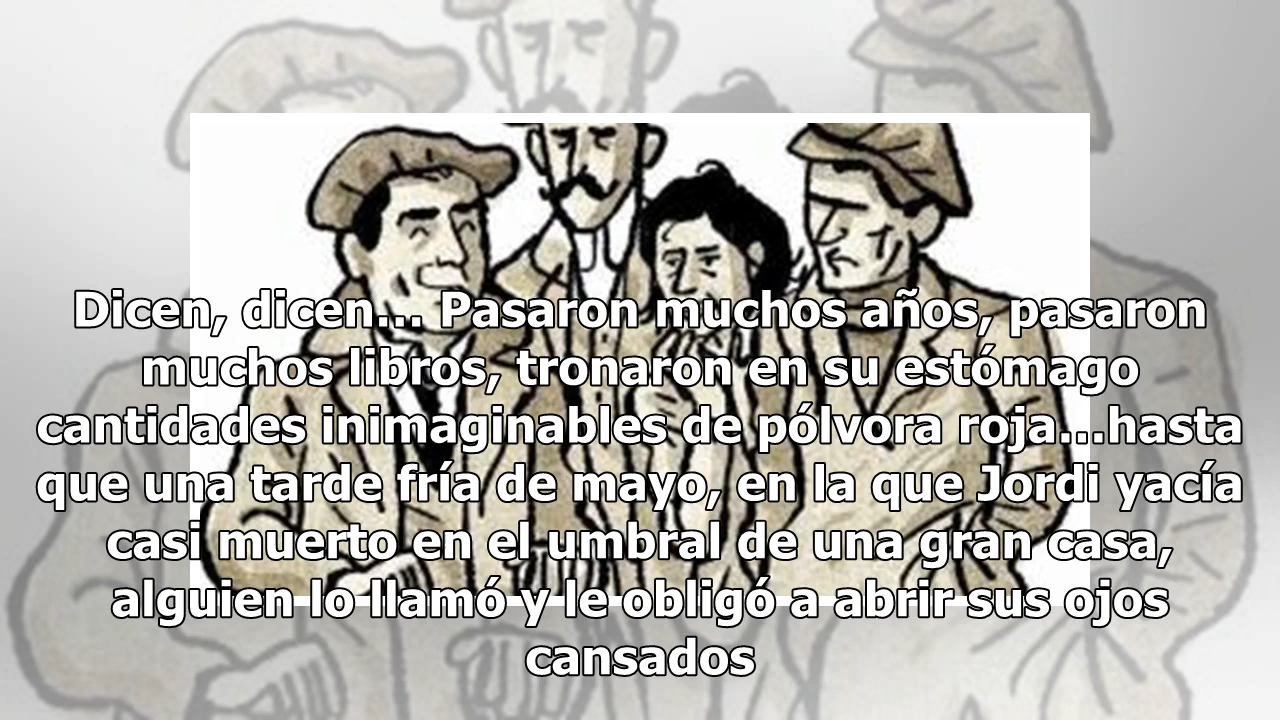 Dicen, dicen... Pasaron muchos años, pasaron
muchos libros, tronaron en su estómago
cantidades inimaginables de pólvora roja...hasta
que una tarde fría de mayo, en la que Jordi yacía
casi muerto en el umbral de una gran casa,
alguien lo llamó y le obligó a abrir sus ojos
cansados